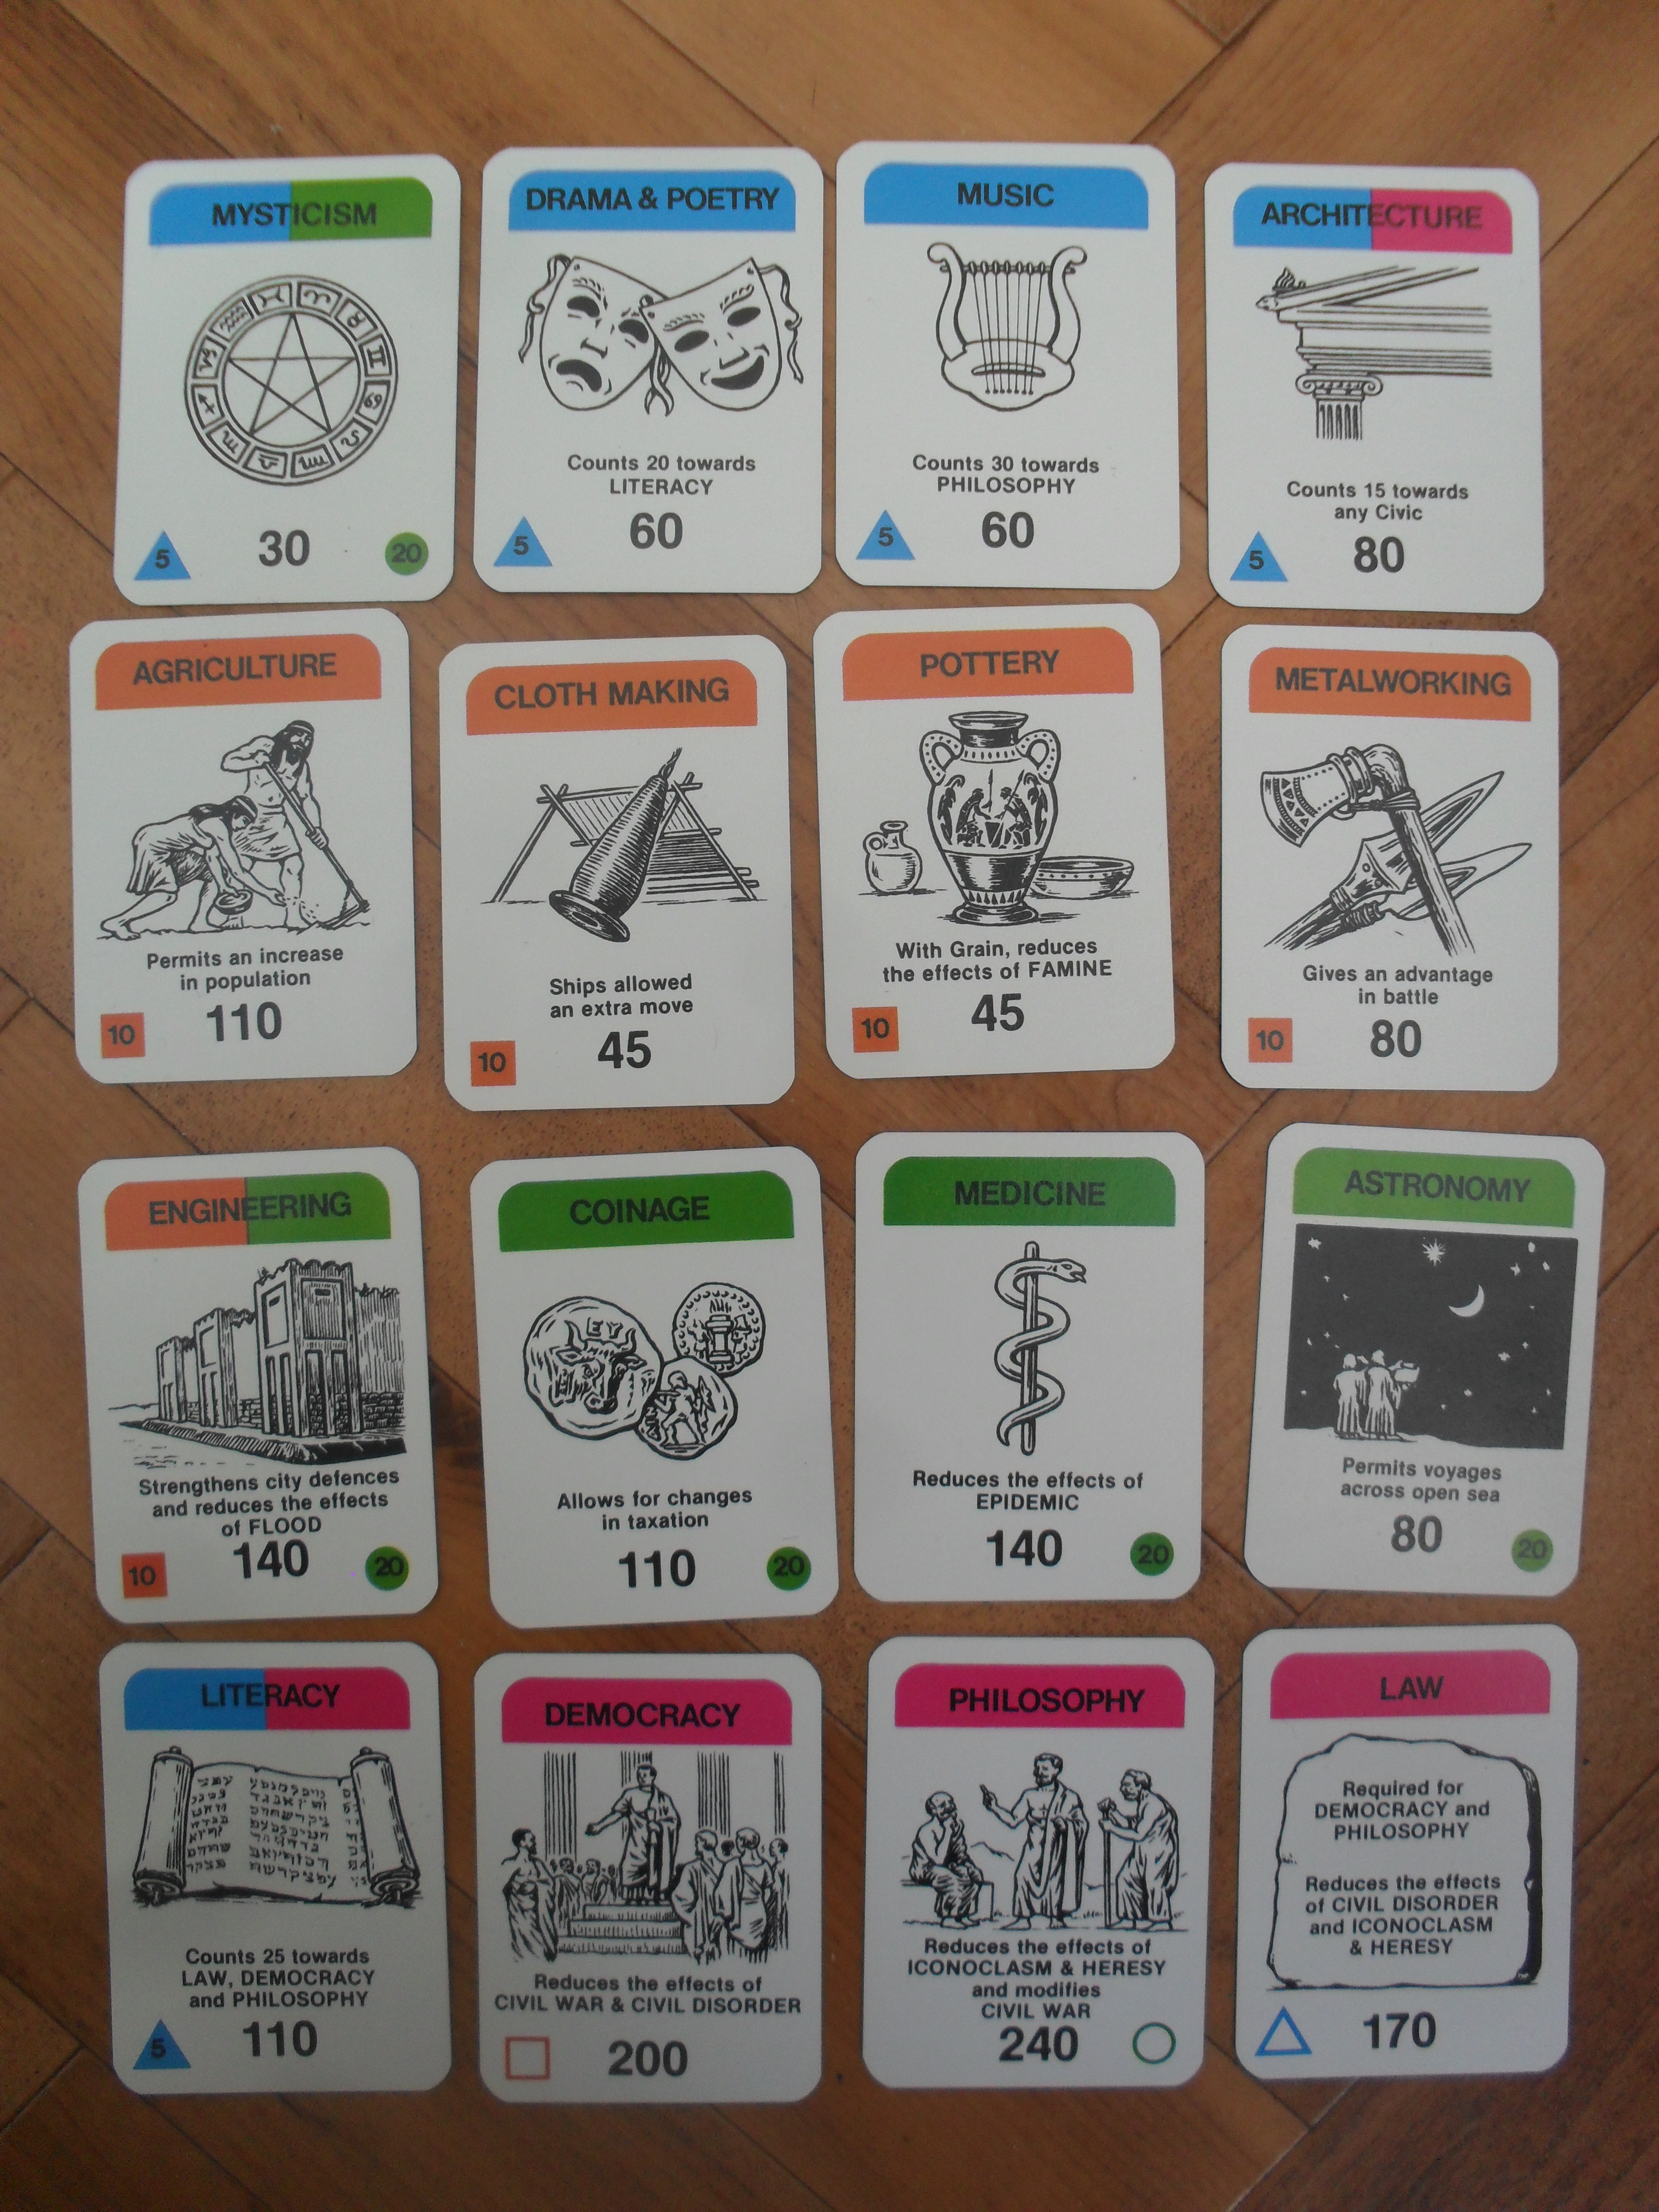 MYSTICISM
5
30
20
DRAMA & POETRY
Counts 20 towards
LITERACY
5
60
MUSIC
Counts 30 towards
PHILOSOPHY
5
60
ARCHITECTURE
Counts 15 towards
any Civic
5
80
AGRICULTURE
Permits an increase
in population
10
110
CLOTH MAKING
Ships allowed
an extra move
10
45
POTTERY
With Grain, reduces
the effects of FAMINE
10
45
METALWORKING
Gives an advantage
in battle
10
80
ENGINEERING
Strengthens city defences
and reduces the effects
of FLOOD
10
140
20
COINAGE
EY
Allows for changes
in taxation
110
20
MEDICINE
Reduces the effects of
EPIDEMIC
140
20
ASTRONOMY
Permits voyages
across open sea
80
20
LITERACY
Counts 25 towards
LAW, DEMOCRACY
and PHILOSOPHY
5
110
DEMOCRACY
Reduces the effects of
CIVIL WAR & CIVIL DISORDER
200
PHILOSOPHY
Reduces the effects of
ICONOCLASM & HERESY
and modifies
CIVIL WAR
240
LAW
Required for
DEMOCRACY and
PHILOSOPHY
Reduces the effects
of CIVIL DISORDER
and ICONOCLASM
& HERESY
170